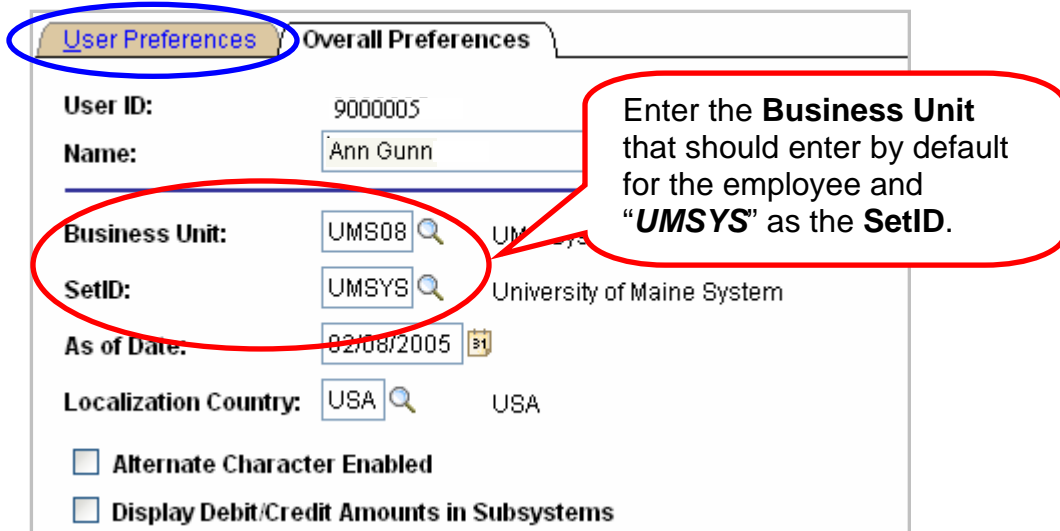 User Preferences Overall Preferences
User ID: 9000005
Name: Ann Gunn
Enter the Business Unit
that should enter by default
for the employee and
“UMSYS” as the SetID.
Business Unit: UMS08
SetID: UMSYS University of Maine System
As of Date: 02/08/2005 31
Localization Country: USA USA
Alternate Character Enabled
Display Debit/Credit Amounts in Subsystems